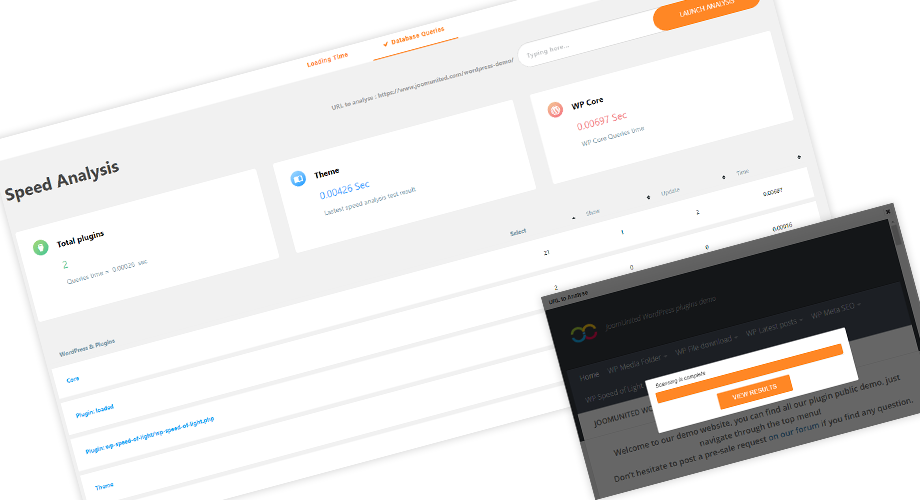 Loading Time
✔ Database Queries
URL to analyse : https://www.joomunited.com/wordpress-demo/
Typing here...
LAUNCH ANALYSIS
Speed Analysis
Total plugins
2
Queries time = 0.00026 sec
Theme
0.00426 Sec
Lastest speed analysis test result
WP Core
0.00697 Sec
WP Core Queries time
WordPress & Plugins
Select
Show
Update
Time
Core
21
1
2
0.00697
Plugin: loaded
2
0
0
0.00016
Plugin: wp-speed-of-light/wp-speed-of-light.php
Theme
URL to Analyse
JoomUnited WordPress plugins demo
Home
WP Media Folder
WP File download
WP Latest posts
WP Meta SEO
WP Speed of Light
JOOMUNITED WO
Scanning is complete
VIEW RESULTS
Welcome to our demo website, you can find all our plugin public demo, just
navigate through the top menu!
Don't hesitate to post a pre-sale request on our forum if you find any question,